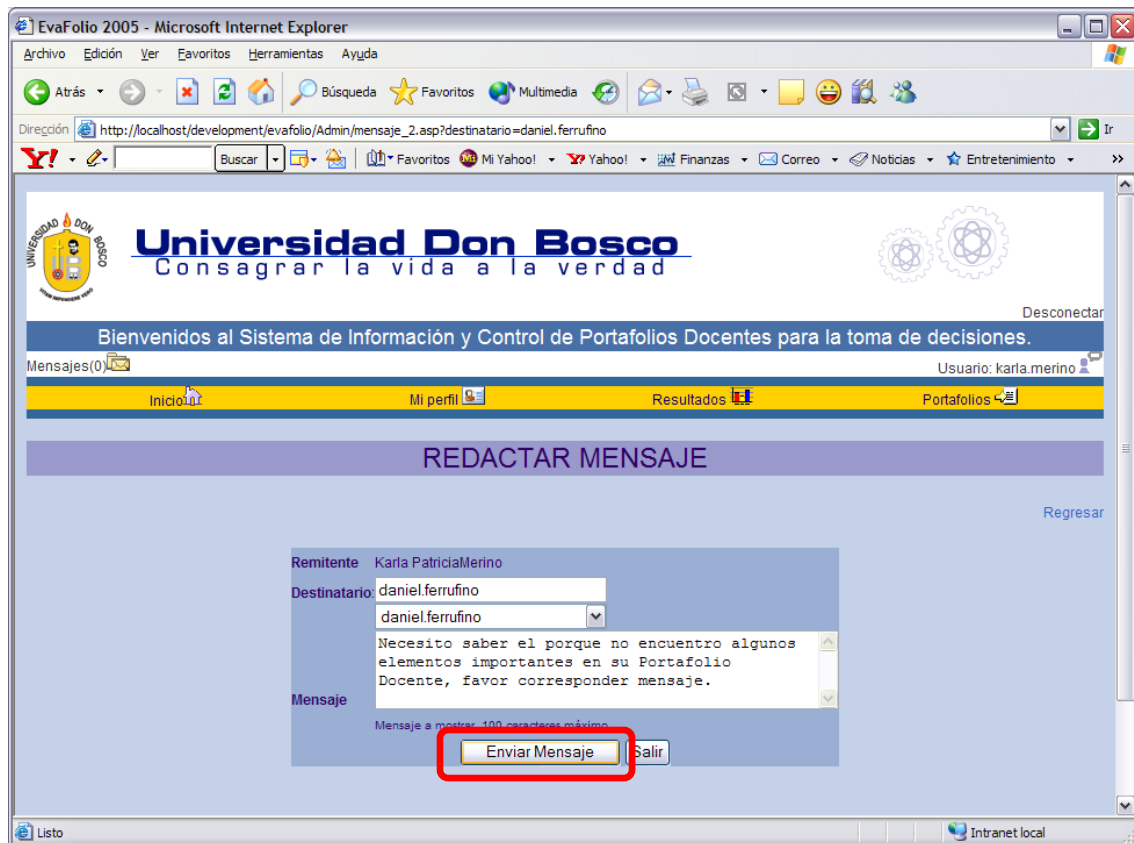 EvaFolio 2005 - Microsoft Internet Explorer
Archivo Edición Ver Favoritos Herramientas Ayuda
Atrás Búsqueda Favoritos Multimedia
Dirección http://localhost/development/evafolio/Admin/mensaje_2.asp?destinatario=daniel.ferrufino Ir
Y! Buscar Favoritos Mi Yahoo! Yahoo! Finanzas Correo Noticias Entretenimiento »
UNIVERSIDAD DON BOSCO
Universidad Don Bosco
Consagrar la vida a la verdad
Desconectar
Bienvenidos al Sistema de Información y Control de Portafolios Docentes para la toma de decisiones.
Mensajes(0) Usuario: karla.merino
Inicio Mi perfil Resultados Portafolios
REDACTAR MENSAJE
Regresar
Remitente Karla PatriciaMerino
Destinatario: daniel.ferrufino
daniel.ferrufino
Necesito saber el porque no encuentro algunos
elementos importantes en su Portafolio
Docente, favor corresponder mensaje.
Mensaje
Mensaje a mostrar, 100 caracteres máximo
Enviar Mensaje Salir
Listo Intranet local